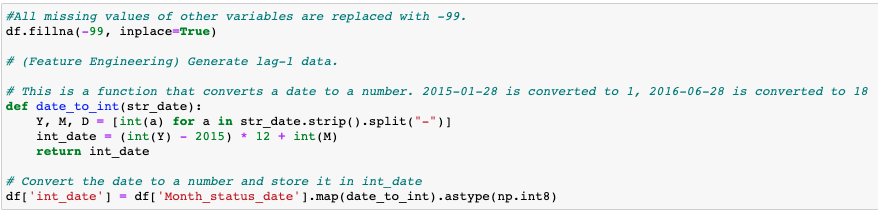 #All missing values of other variables are replaced with -99.
df.fillna(-99, inplace=True)
# (Feature Engineering) Generate lag-1 data.
# This is a function that converts a date to a number. 2015-01-28 is converted to 1, 2016-06-28 is converted to 18
def date_to_int(str_date):
    Y, M, D = [int(a) for a in str_date.strip().split("-")]
    int_date = (int(Y) - 2015) * 12 + int(M)
    return int_date
# Convert the date to a number and store it in int_date
df['int_date'] = df['Month_status_date'].map(date_to_int).astype(np.int8)